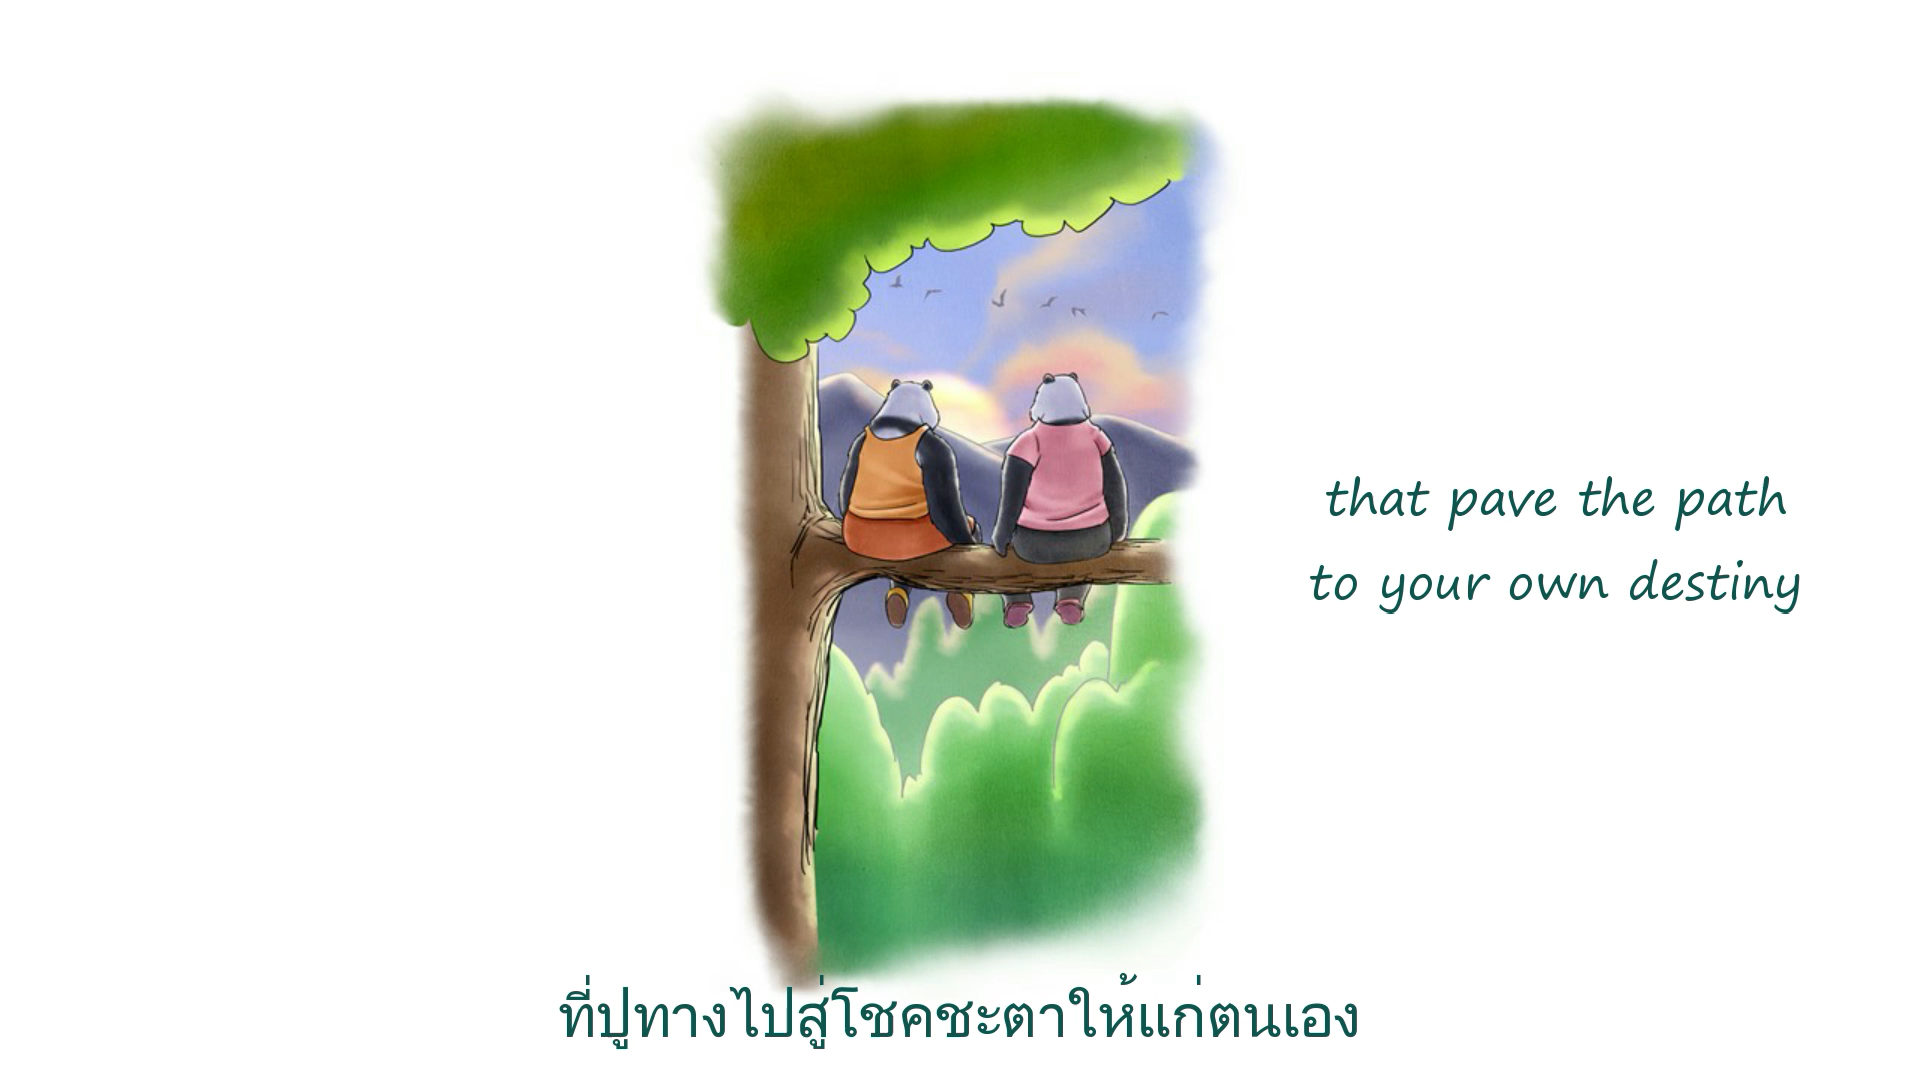 that pave the path
to your own destiny
ที่ปูทางไปสู่โชคชะตาให้แก่ตนเอง